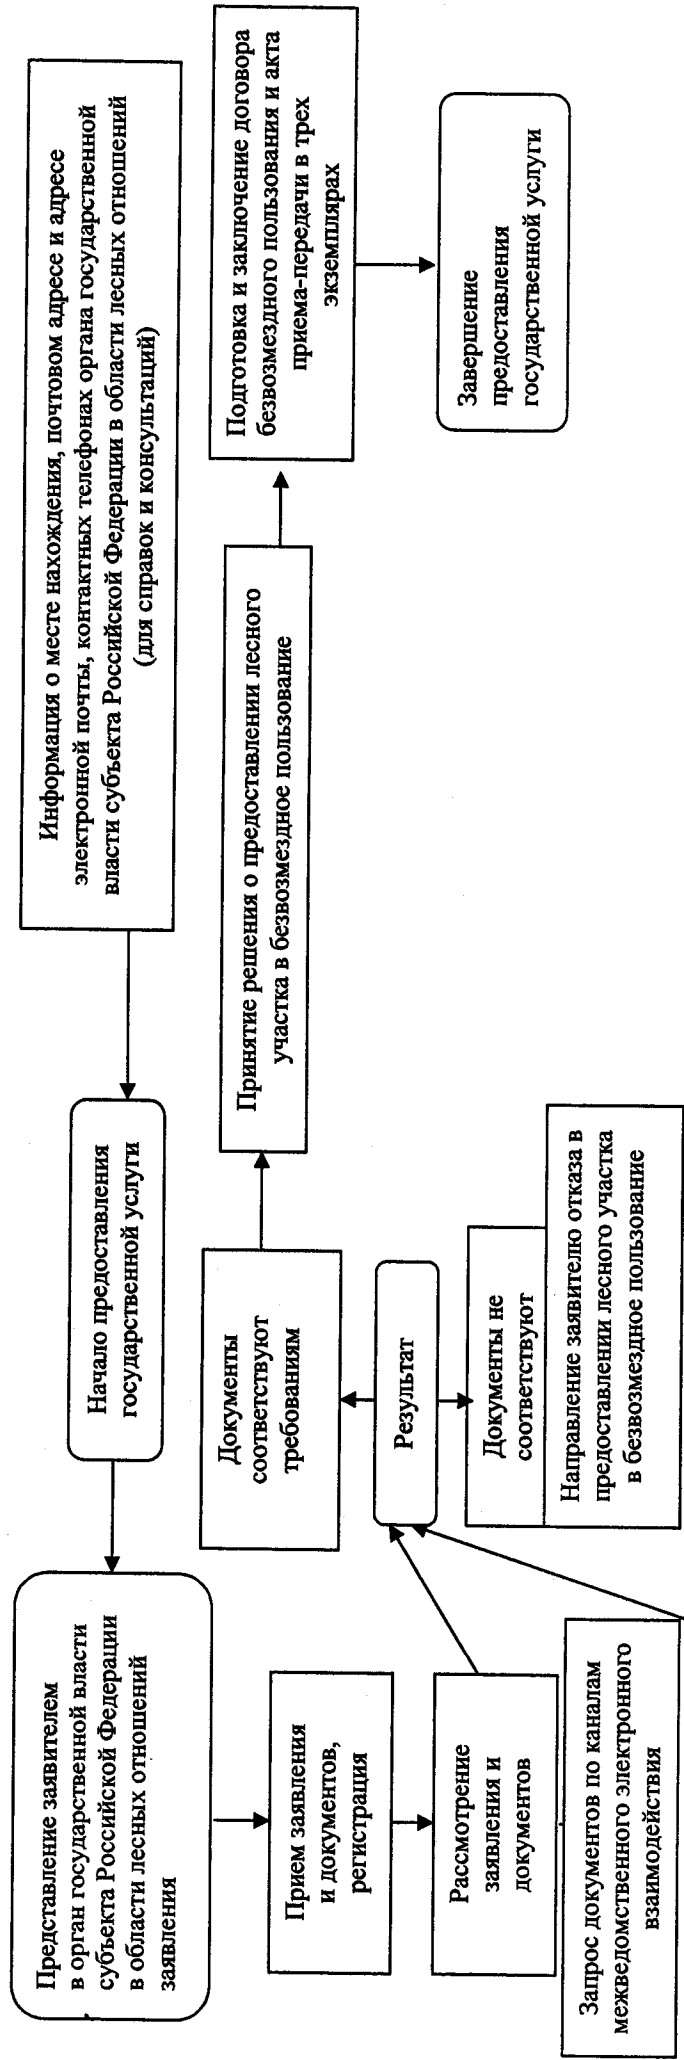 Информация о месте нахождения, почтовом адресе и адресе
электронной почты, контактных телефонах органа государственной
власти субъекта Российской Федерации в области лесных отношений
(для справок и консультаций)
Начало предоставления
государственной услуги
Представление заявителем
в орган государственной власти
субъекта Российской Федерации
в области лесных отношений
заявления
Прием заявления
и документов,
регистрация
Рассмотрение
заявления и
документов
Запрос документов по каналам
межведомственного электронного
взаимодействия
Результат
Документы
соответствуют
требованиям
Документы не
соответствуют
Направление заявителю отказа в
предоставлении лесного участка
в безвозмездное пользование
Принятие решения о предоставлении лесного
участка в безвозмездное пользование
Подготовка и заключение договора
безвозмездного пользования и акта
приема-передачи в трех
экземплярах
Завершение
предоставления
государственной услуги